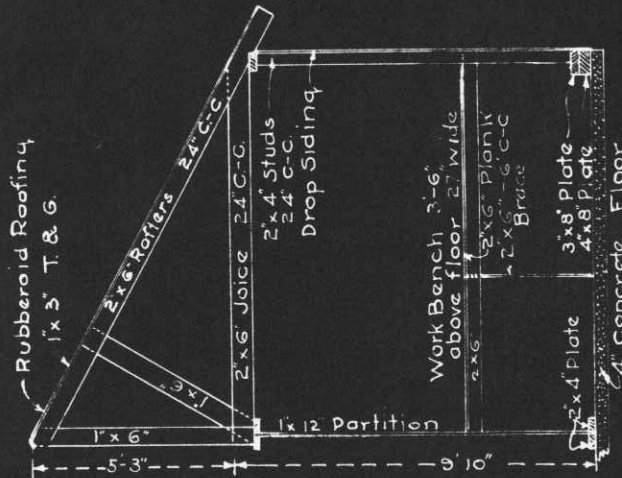 Rubberoid Roofing
1"x 3" T. & G.
2"x 6" Rafters 24" C-C
1"x 6"
1"x 6"
2"x 6" Joice 24" C.-C.
2"x 4" Studs
24" C-C.
Drop Siding
1"x 12" Partition
Work Bench 3'-6"
above floor 27" Wide
2"x 6" Plank
2"x 6" - 6' C-C
Brace
2x6
3"x 8" Plate
4"x 8" Plate
2"x 4" Plate
4" Concrete Floor
5'-3"
9'10"